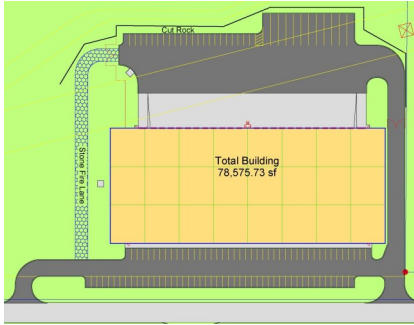 Cut Rock
Stone Fire Lane
Total Building
78,575.73 sf